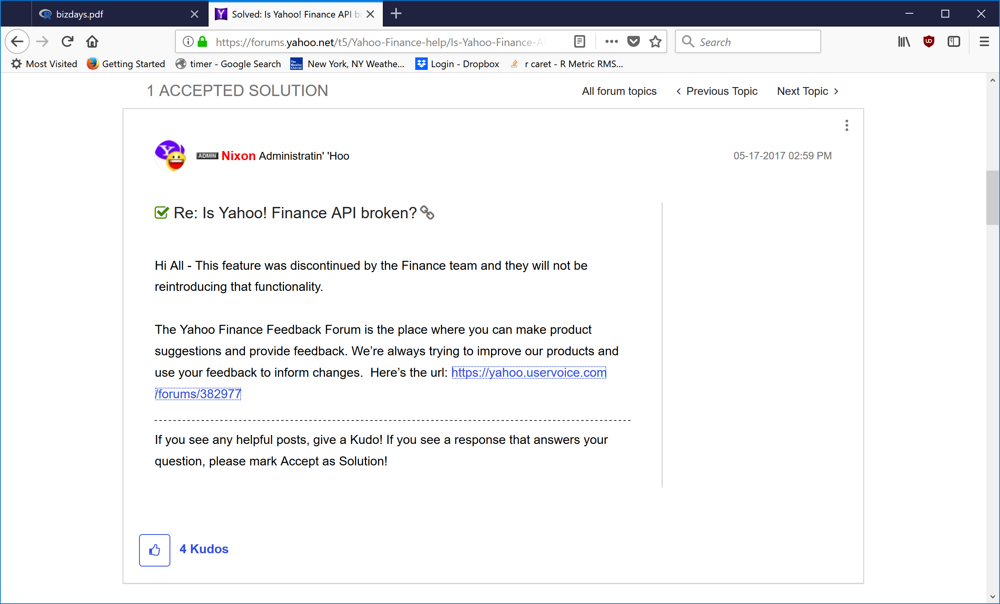 bizdays.pdf
Solved: Is Yahoo! Finance API br
https://forums.yahoo.net/t5/Yahoo-Finance-help/Is-Yahoo-Finance-A
Search
Most Visited
Getting Started
timer - Google Search
The Weather Channel
New York, NY Weathe...
Login - Dropbox
r caret - R Metric RMS...
1 ACCEPTED SOLUTION
All forum topics
Previous Topic
Next Topic
ADMIN Nixon Administratin' 'Hoo
05-17-2017 02:59 PM
Re: Is Yahoo! Finance API broken?
Hi All - This feature was discontinued by the Finance team and they will not be
reintroducing that functionality.
The Yahoo Finance Feedback Forum is the place where you can make product
suggestions and provide feedback. We’re always trying to improve our products and
use your feedback to inform changes.  Here’s the url: https://yahoo.uservoice.com
/forums/382977
If you see any helpful posts, give a Kudo! If you see a response that answers your
question, please mark Accept as Solution!
4 Kudos